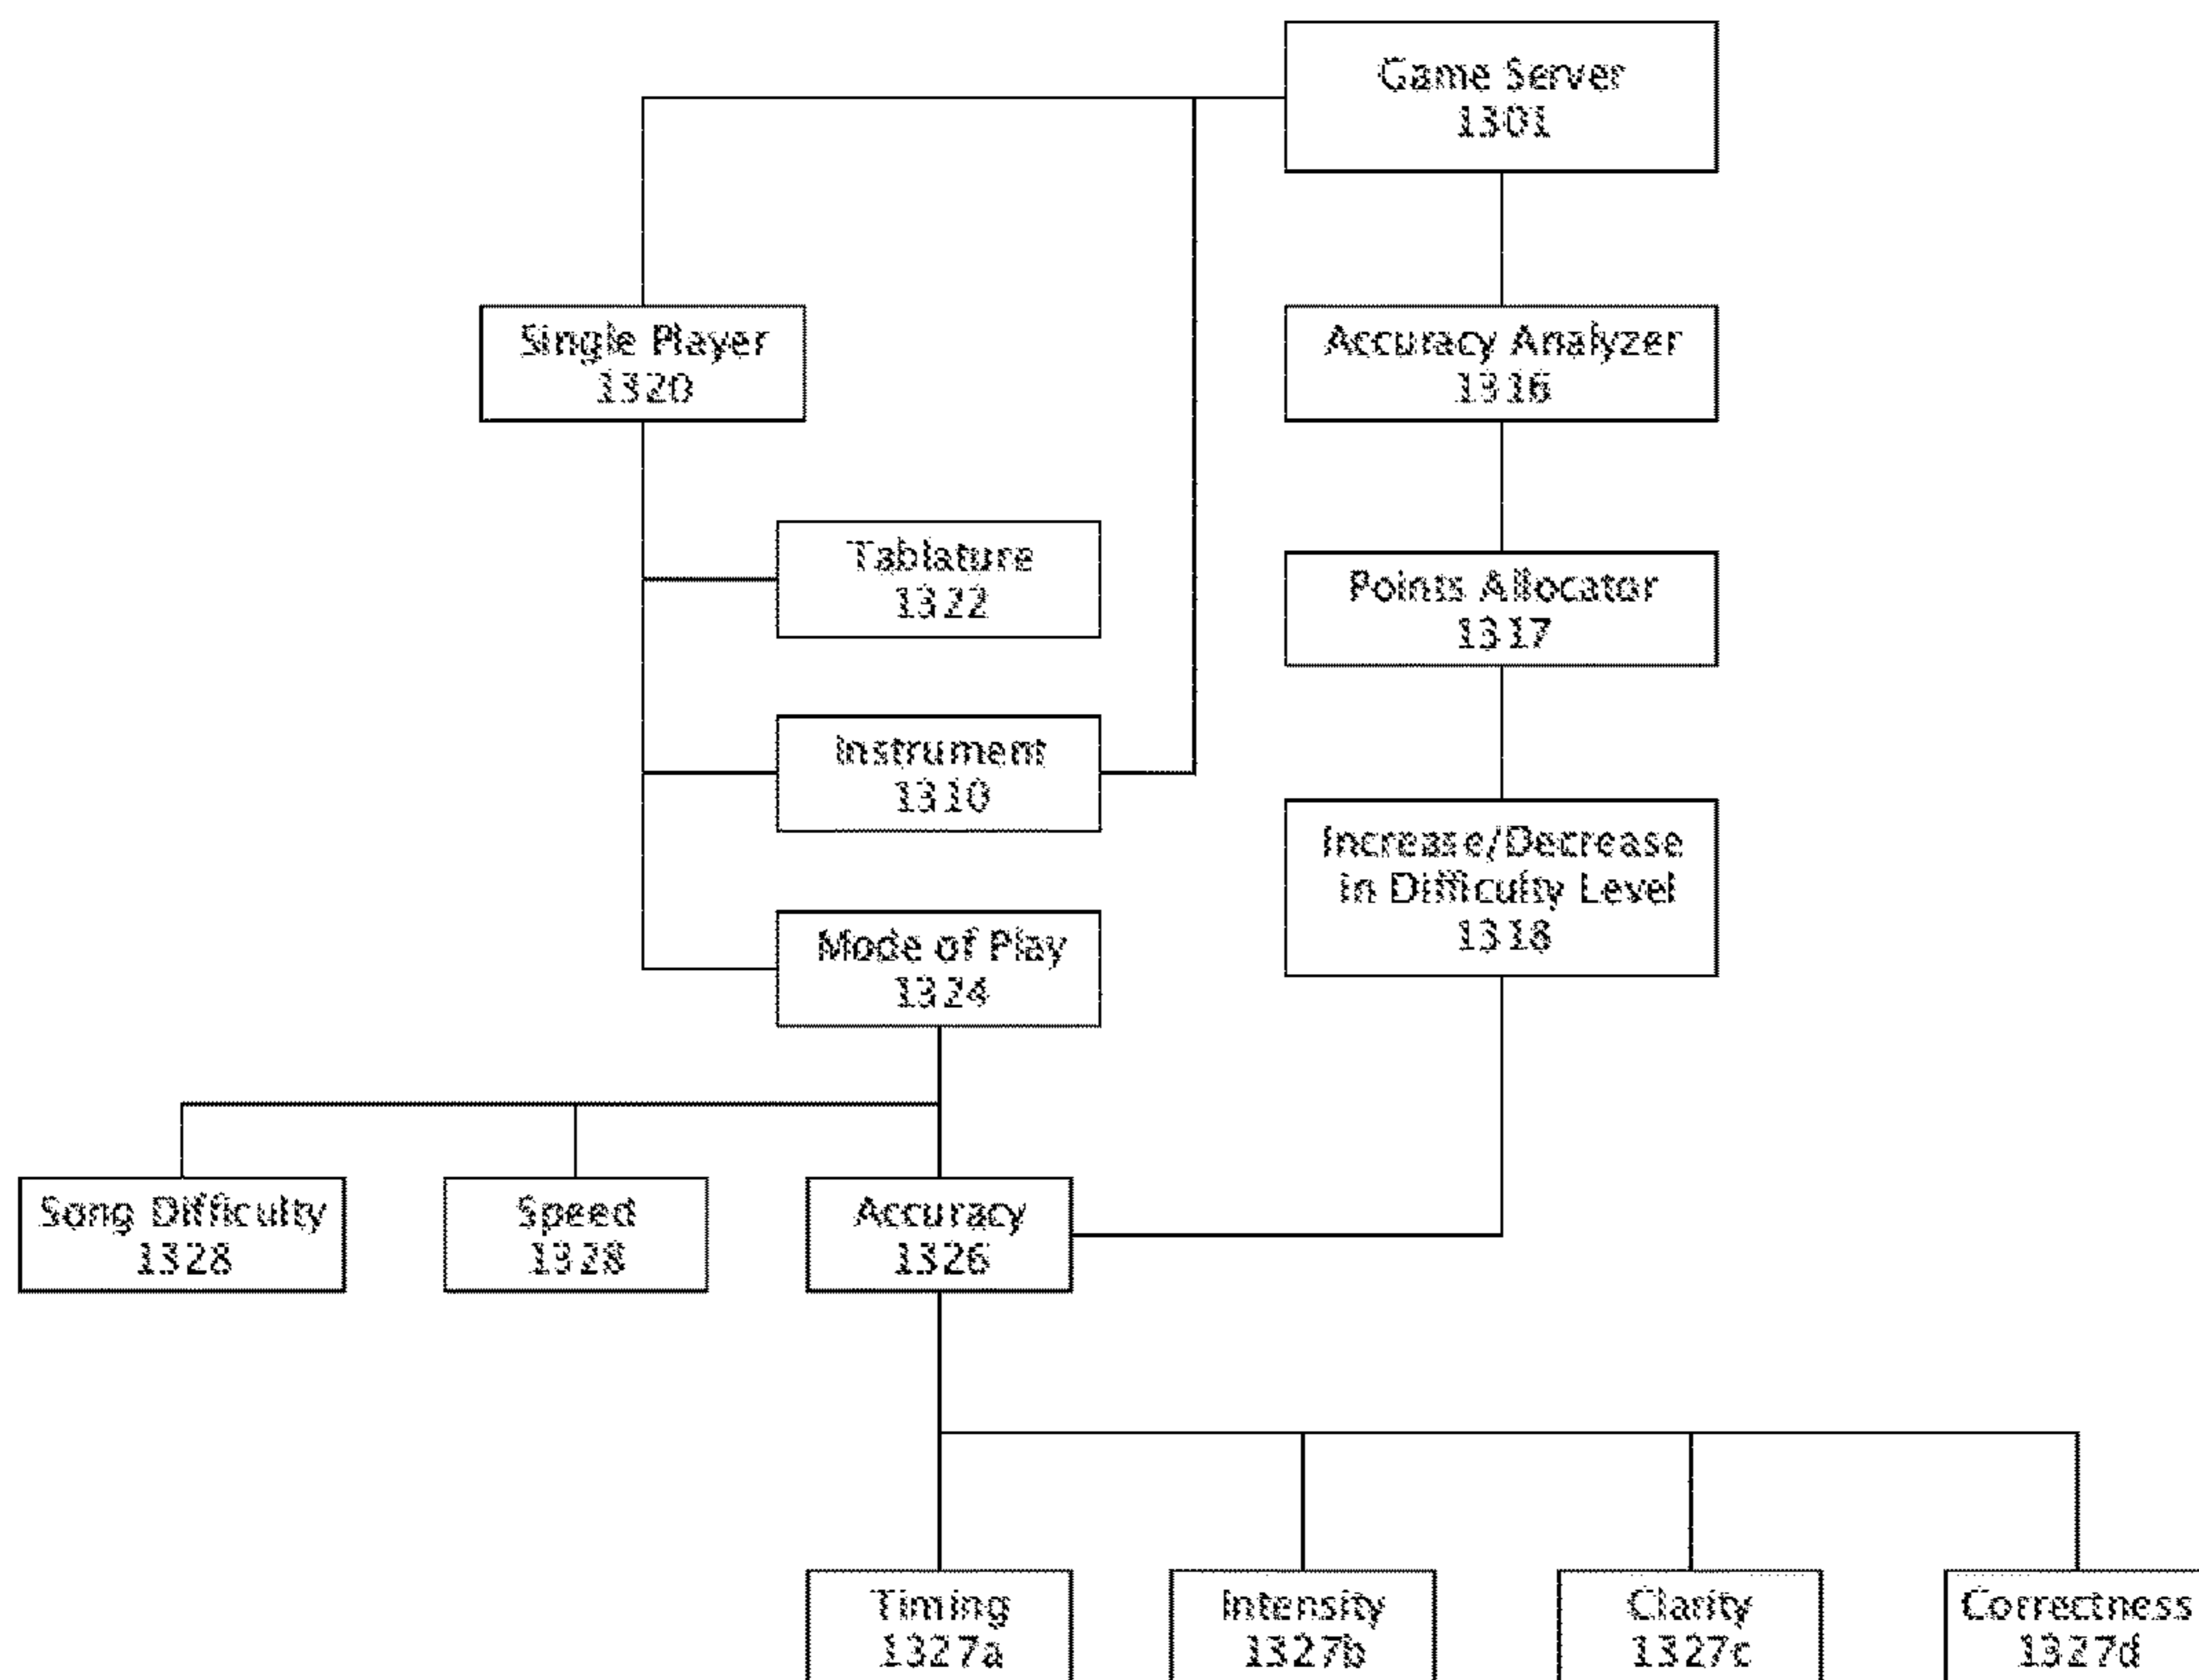 Game Server
1301
Single Player
1320
Accuracy Analyzer
1316
Tablature
1322
Points Allocator
1317
Instrument
1310
Increase/Decrease
in Difficulty Level
1318
Mode of Play
1324
Song Difficulty
1328
Speed
1328
Accuracy
1326
Timing
1327a
Intensity
1327b
Clarity
1327c
Correctness
1327d